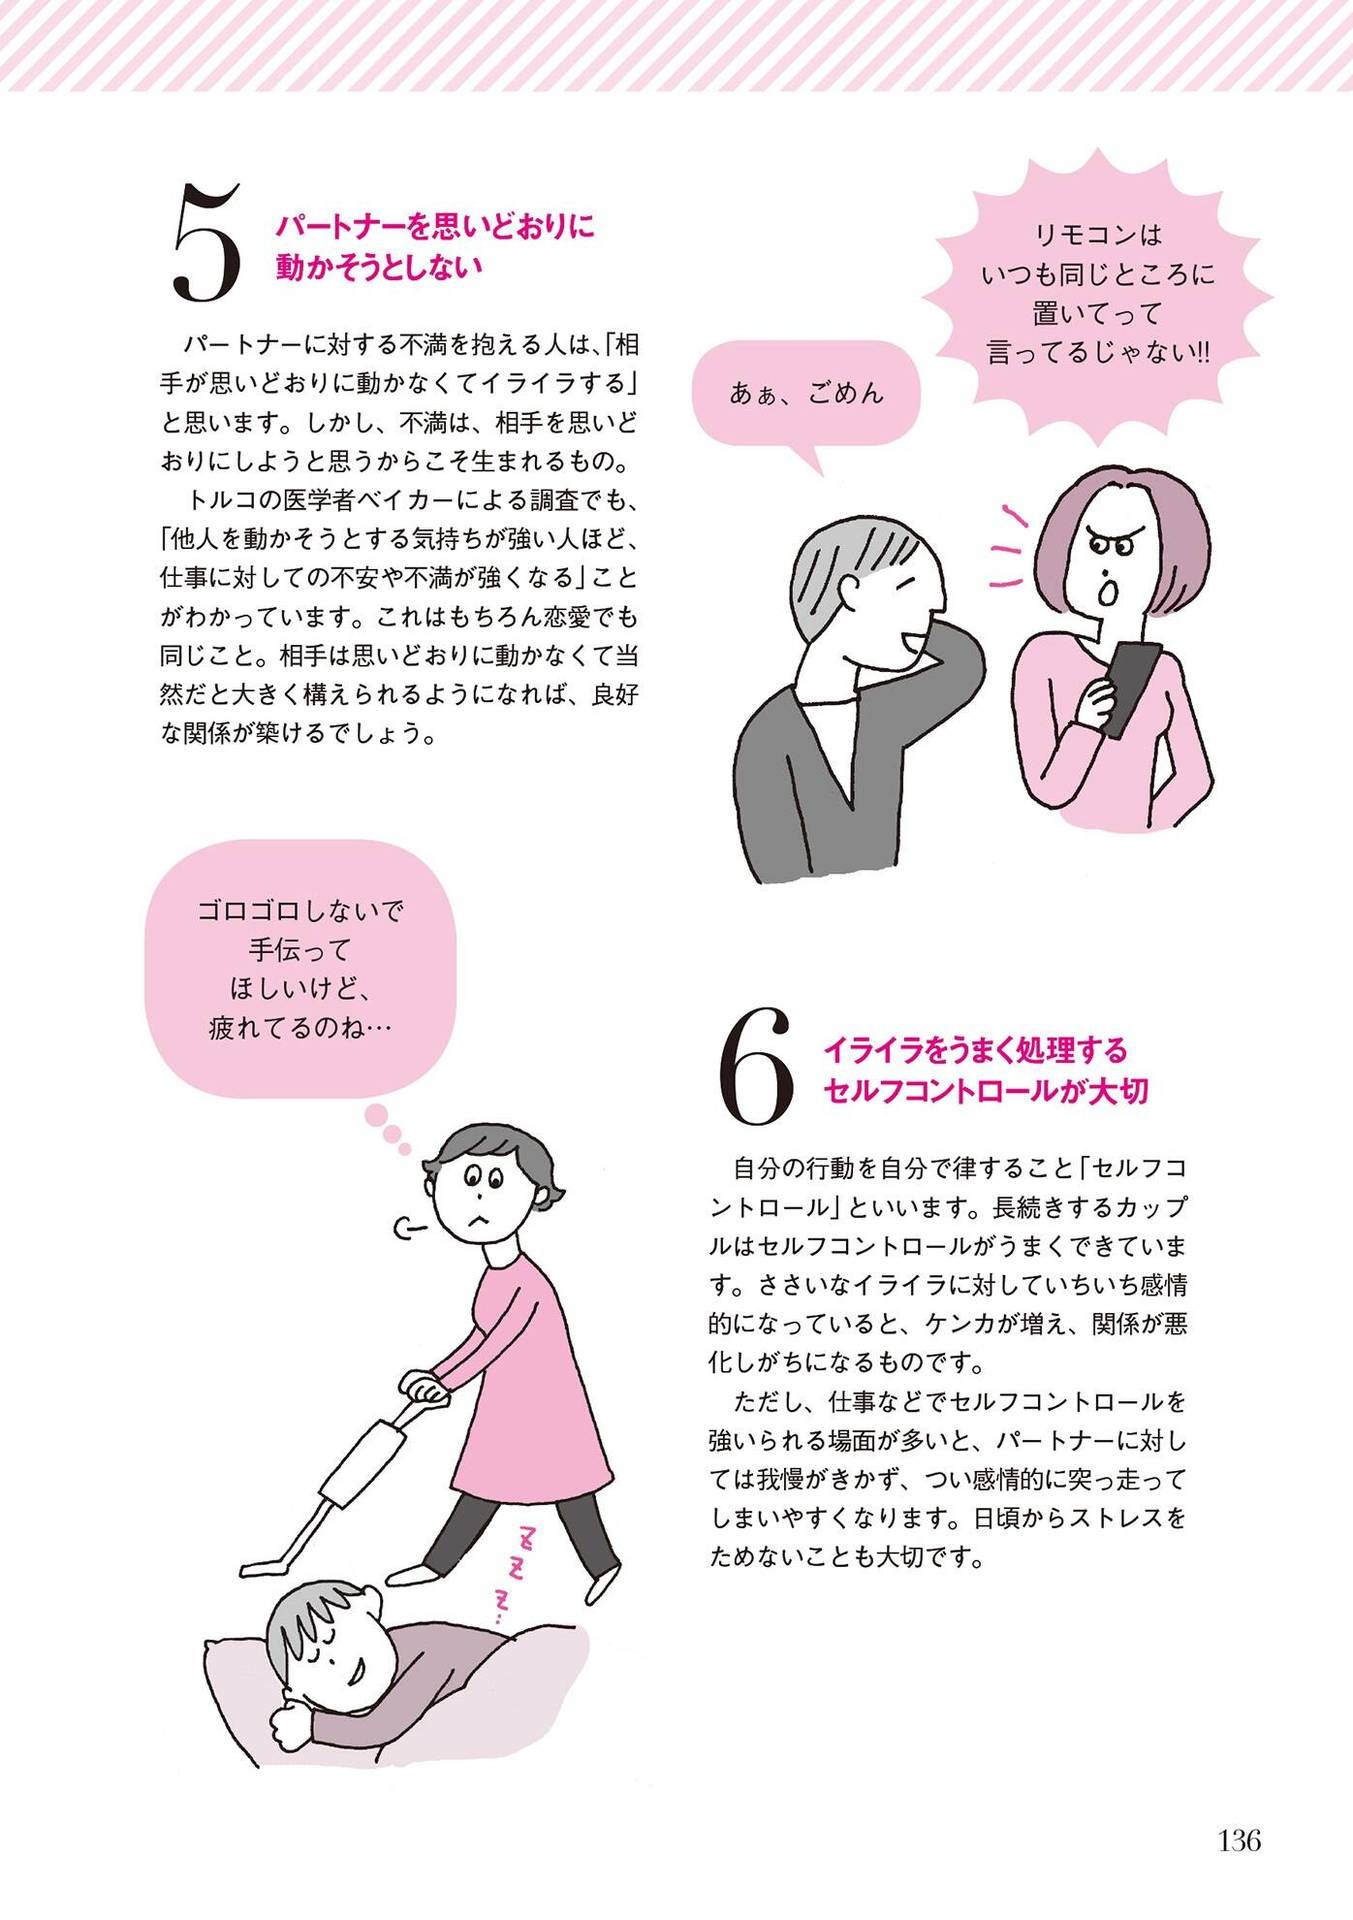 5
パートナーを思いどおりに
動かそうとしない
パートナーに対する不満を抱える人は、「相
手が思いどおりに動かなくてイライラする」
と思います。しかし、不満は、相手を思いど
おりにしようと思うからこそ生まれるもの。
トルコの医学者ベイカーによる調査でも、
「他人を動かそうとする気持ちが強い人ほど、
仕事に対しての不安や不満が強くなる」こと
がわかっています。これはもちろん恋愛でも
同じこと。相手は思いどおりに動かなくて当
然だと大きく構えられるようになれば、良好
な関係が築けるでしょう。
リモコンは
いつも同じところに
置いてって
言ってるじゃない!!
あぁ、ごめん
ゴロゴロしないで
手伝って
ほしいけど、
疲れてるのね…
z
z
z…
6
イライラをうまく処理する
セルフコントロールが大切
自分の行動を自分で律すること「セルフコ
ントロール」といいます。長続きするカップ
ルはセルフコントロールがうまくできていま
す。ささいなイライラに対していちいち感情
的になっていると、ケンカが増え、関係が悪
化しがちになるものです。
ただし、仕事などでセルフコントロールを
強いられる場面が多いと、パートナーに対し
ては我慢がきかず、つい感情的に突っ走って
しまいやすくなります。日頃からストレスを
ためないことも大切です。
136